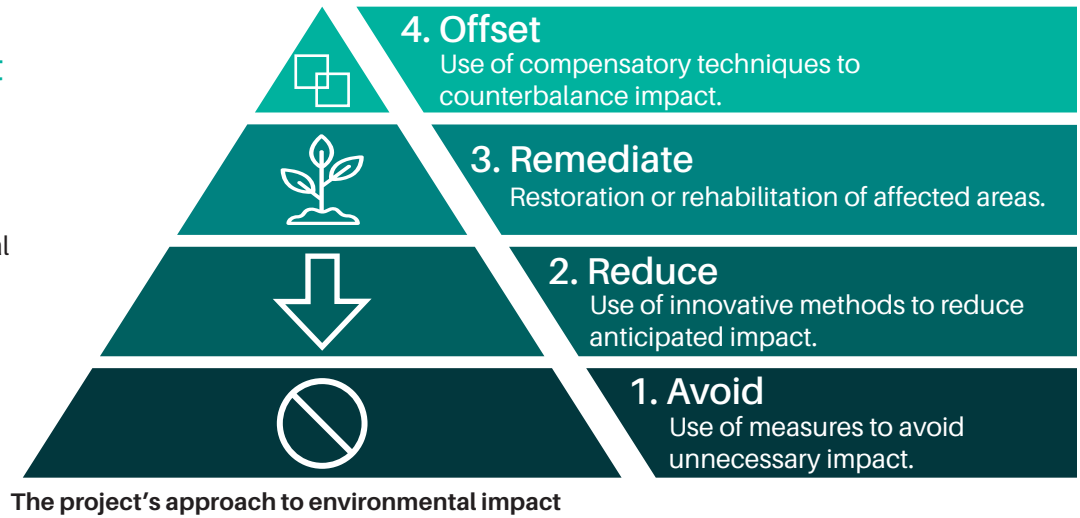 4. Offset
Use of compensatory techniques to
counterbalance impact.
3. Remediate
Restoration or rehabilitation of affected areas.
2. Reduce
Use of innovative methods to reduce
anticipated impact.
1. Avoid
Use of measures to avoid
unnecessary impact.
The project's approach to environmental impact